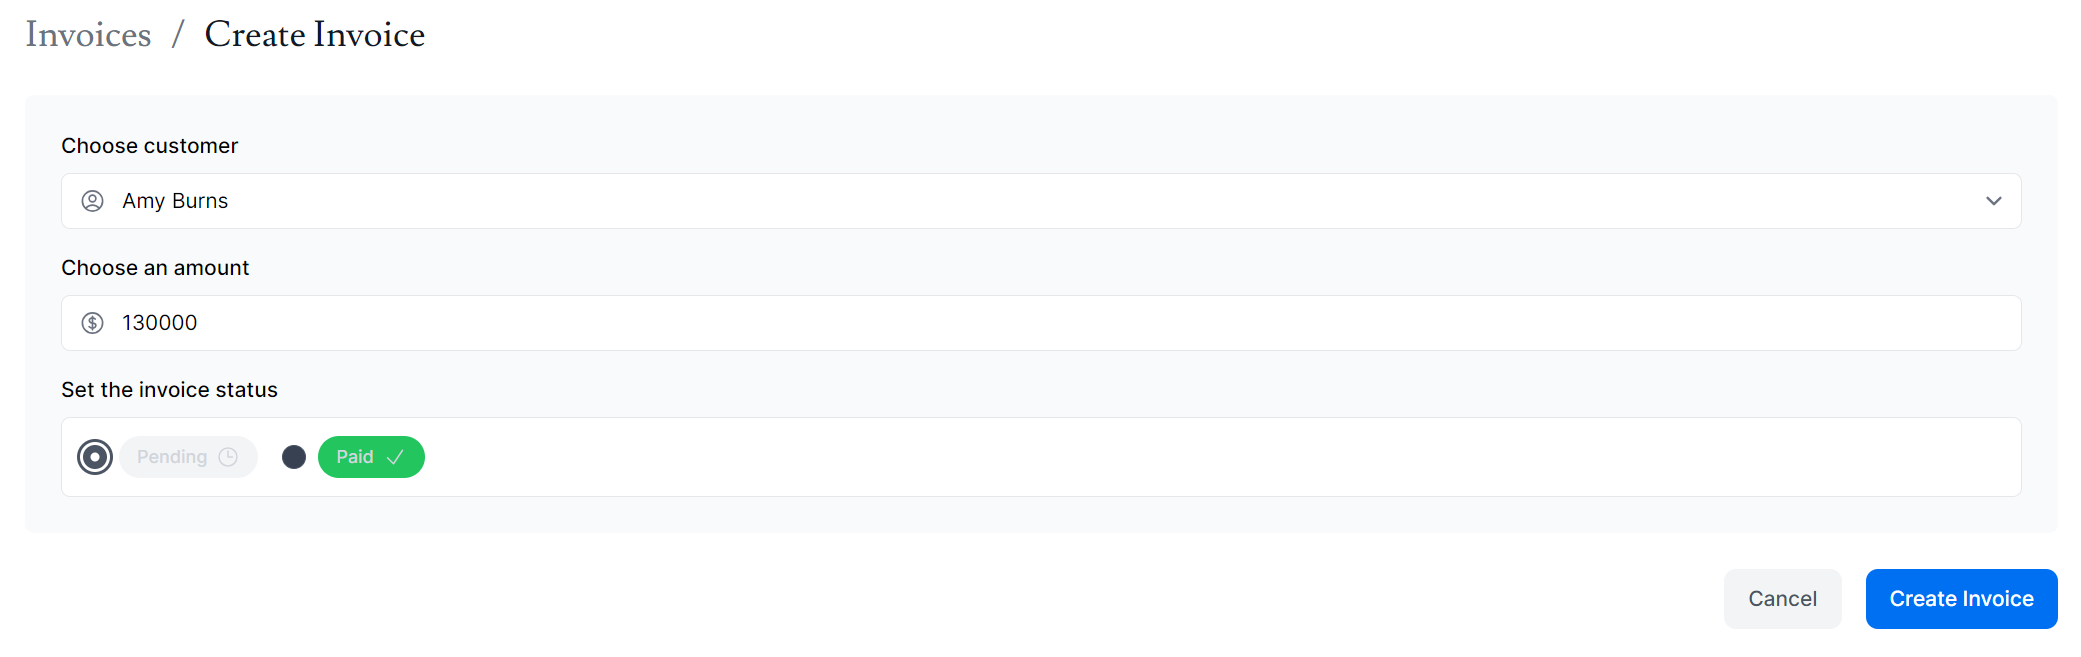 Invoices / Create Invoice
Choose customer
Amy Burns
Choose an amount
130000
Set the invoice status
Pending Paid
Cancel Create Invoice